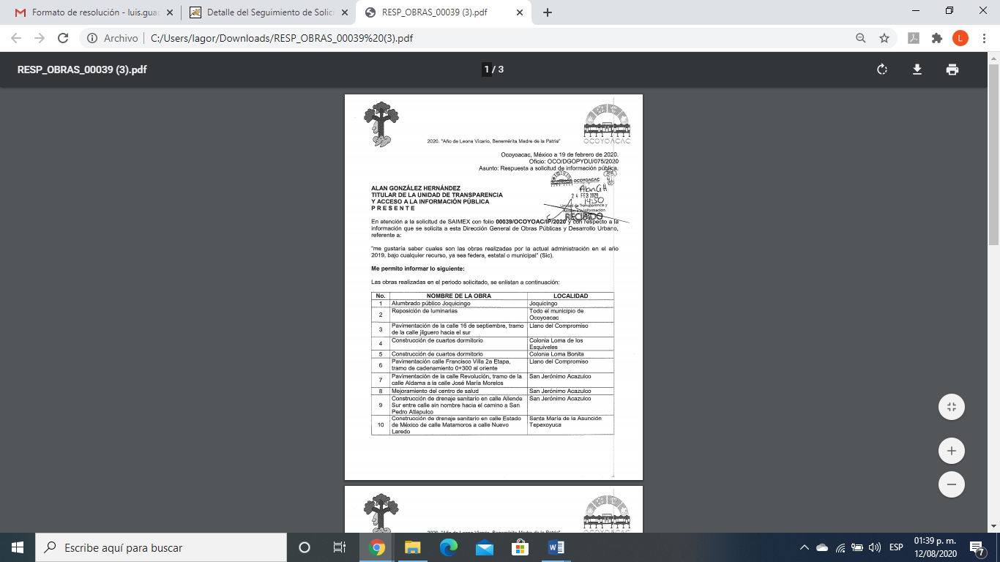 Formato de resolución - luis.guac
Detalle del Seguimiento de Solici
RESP_OBRAS_00039 (3).pdf
Archivo
C:/Users/lagor/Downloads/RESP_OBRAS_00039%20(3).pdf
L
RESP_OBRAS_00039 (3).pdf
1 / 3
OCOYOACAC
2020. "Año de Leona Vicario, Benemérita Madre de la Patria"
Ocoyoacac, México a 19 de febrero de 2020.
Oficio: OCO/DGOPYDU/075/2020
Asunto: Respuesta a solicitud de información pública.
OCOYOACAC
Alan GH
24 FEB 2020
14:50
Unidad de Transparencia y
Acceso a la Información
RECIBIDO
ALAN GONZÁLEZ HERNÁNDEZ
TITULAR DE LA UNIDAD DE TRANSPARENCIA
Y ACCESO A LA INFORMACIÓN PÚBLICA
P R E S E N T E
En atención a la solicitud de SAIMEX con folio 00039/OCOYOAC/IP/2020 y con respecto a la
información que se solicita a esta Dirección General de Obras Públicas y Desarrollo Urbano,
referente a:
"me gustaría saber cuales son las obras realizadas por la actual administración en el año
2019, bajo cualquier recurso, ya sea federa, estatal o municipal" (Sic).
Me permito informar lo siguiente:
Las obras realizadas en el periodo solicitado, se enlistan a continuación:
No. NOMBRE DE LA OBRA LOCALIDAD
1 Alumbrado público Joquicingo Joquicingo
2 Reposición de luminarias Todo el municipio de
Ocoyoacac
3 Pavimentación de la calle 16 de septiembre, tramo Llano del Compromiso
de la calle jilguero hacia el sur
4 Construcción de cuartos dormitorio Colonia Loma de los
Esquiveles
5 Construcción de cuartos dormitorio Colonia Loma Bonita
6 Pavimentación calle Francisco Villa 2a Etapa, Llano del Compromiso
tramo de cadenamiento 0+300 al oriente
7 Pavimentación de la calle Revolución, tramo de la San Jerónimo Acazulco
calle Aldama a la calle José María Morelos
8 Mejoramiento del centro de salud San Jerónimo Acazulco
9 Construcción de drenaje sanitario en calle Allende San Jerónimo Acazulco
Sur entre calle sin nombre hacia el camino a San
Pedro Atlapulco
10 Construcción de drenaje sanitario en calle Estado Santa María de la Asunción
de México de calle Matamoros a calle Nuevo Tepexoyuca
Laredo
2020. "Año de Leona Vicario, Benemérita Madre de la Patria"
OCOYOACAC
Escribe aquí para buscar
ESP
01:39 p. m.
12/08/2020
7